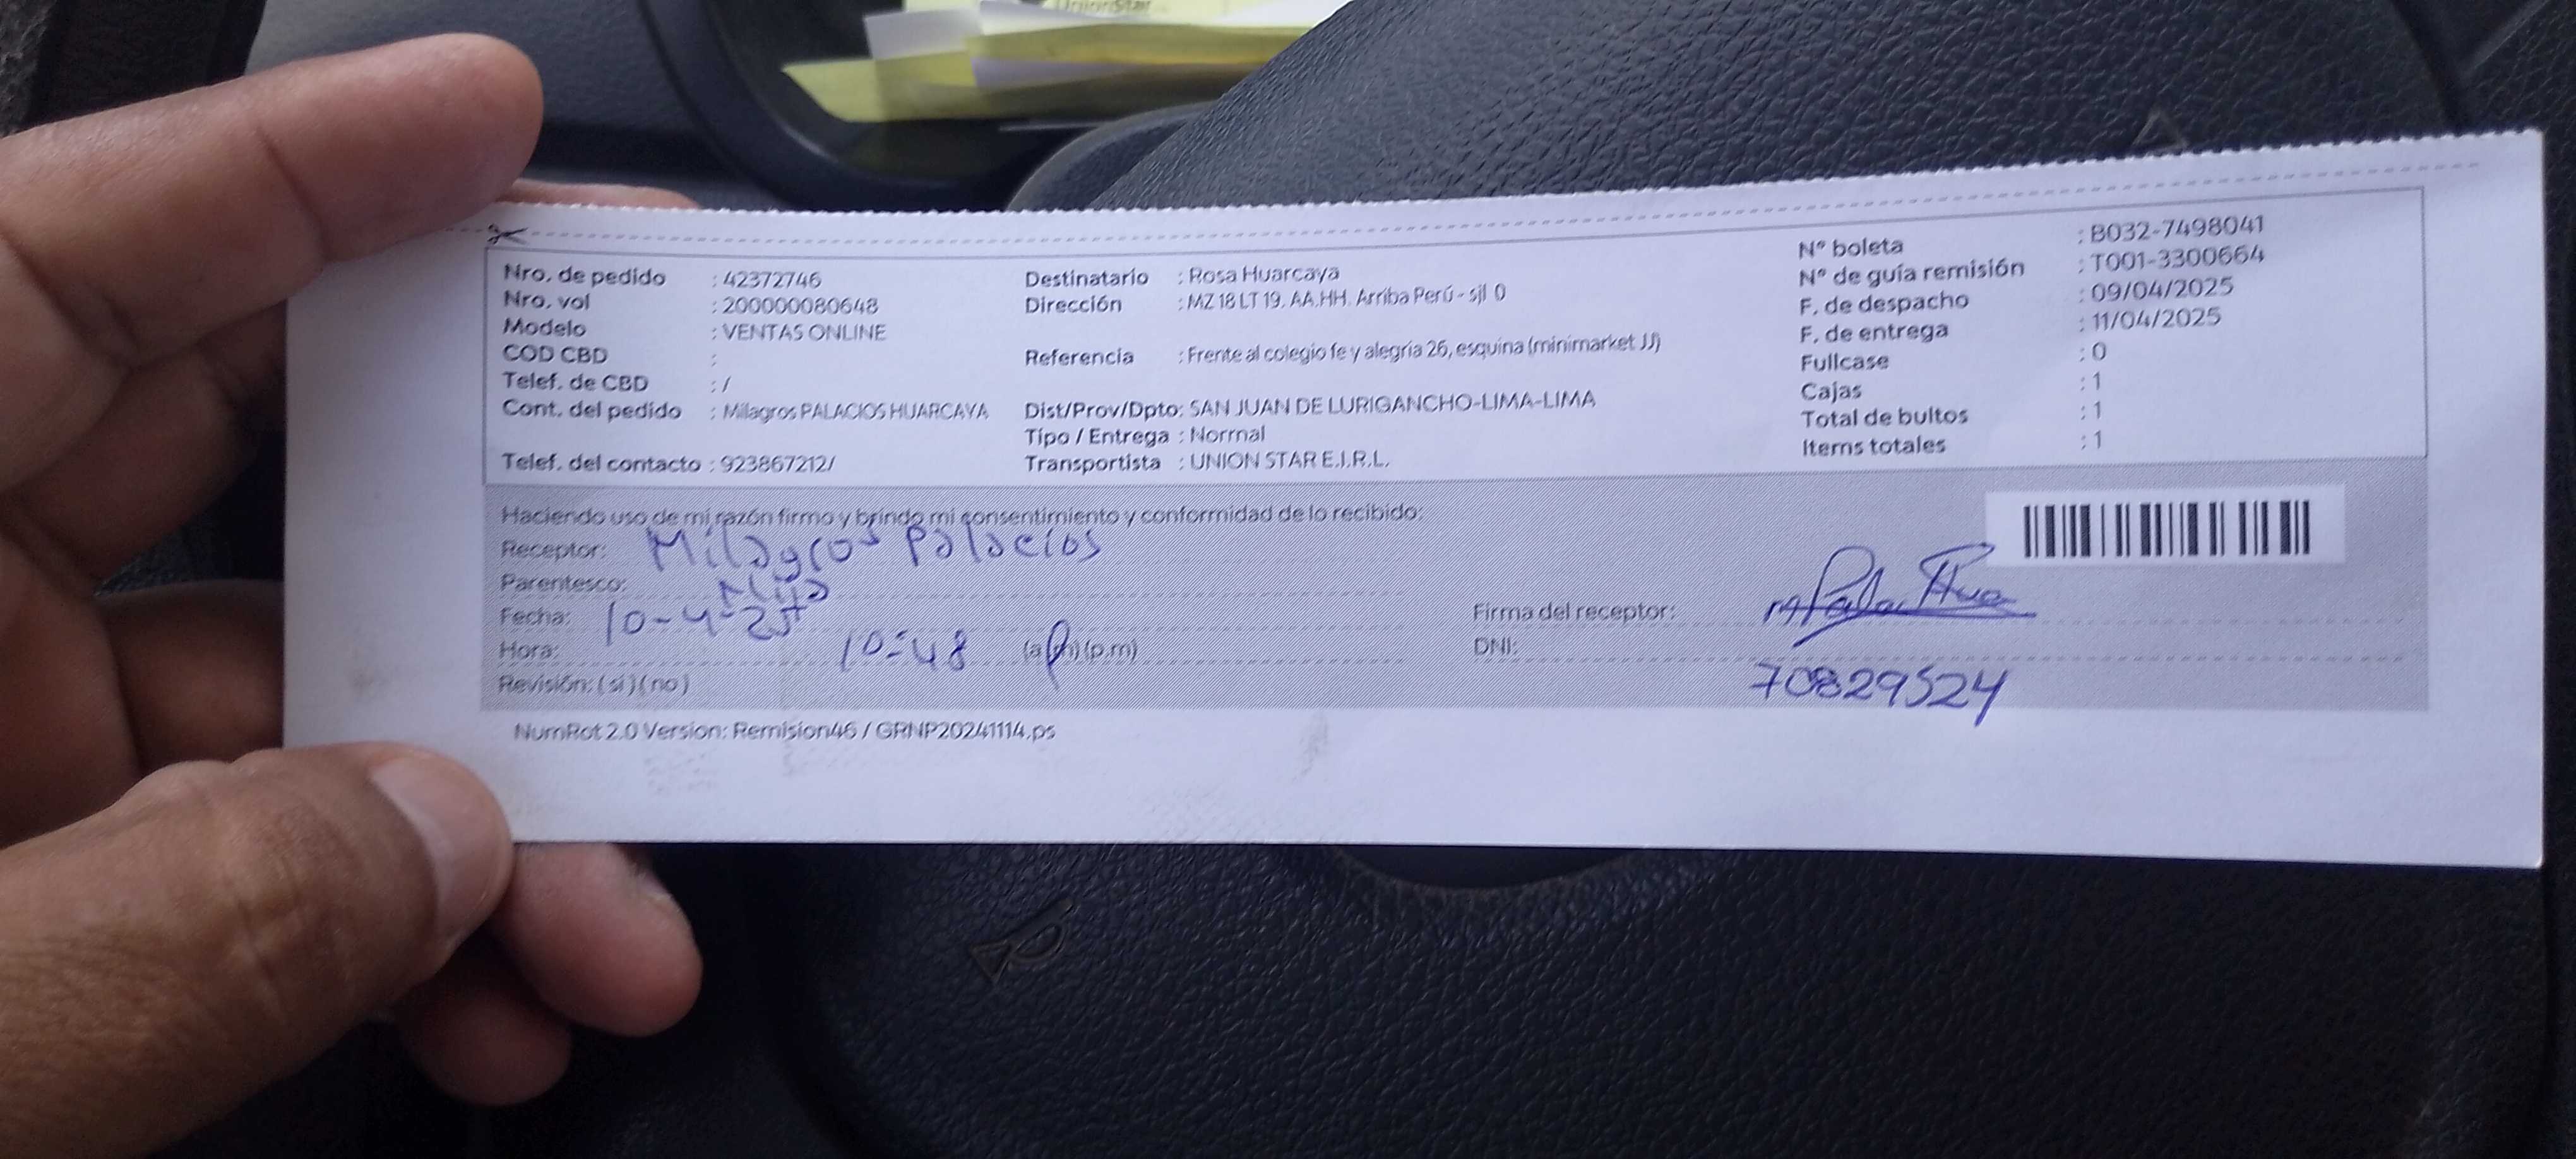 UnionStar
Nro. de pedido : 42372746
Nro. vol : 200000080648
Modelo : VENTAS ONLINE
COD CBD :
Telef. de CBD : /
Cont. del pedido : Milagros PALACIOS HUARCAYA
Telef. del contacto : 923867212/
Destinatario : Rosa Huarcaya
Dirección : MZ 18 LT 19. AA.HH. Arriba Perú - sjl 0
Referencia : Frente al colegio fe y alegría 26, esquina (minimarket JJ)
Dist/Prov/Dpto: SAN JUAN DE LURIGANCHO-LIMA-LIMA
Tipo / Entrega : Normal
Transportista : UNION STAR E.I.R.L.
N° boleta : B032-7498041
N° de guía remisión : T001-3300664
F. de despacho : 09/04/2025
F. de entrega : 11/04/2025
Fullcase : 0
Cajas : 1
Total de bultos : 1
Items totales : 1
Haciendo uso de mi razón firmo y brindo mi consentimiento y conformidad de lo recibido:
Receptor: Milagros Palacios
Parentesco: Hija
Fecha: 10-4-25
Hora: 10:48 (a.m) (p.m)
Revisión: (si) (no)
Firma del receptor:
DNI: 70829524
NumRot 2.0 Version: Remision46 / GRNP20241114.ps